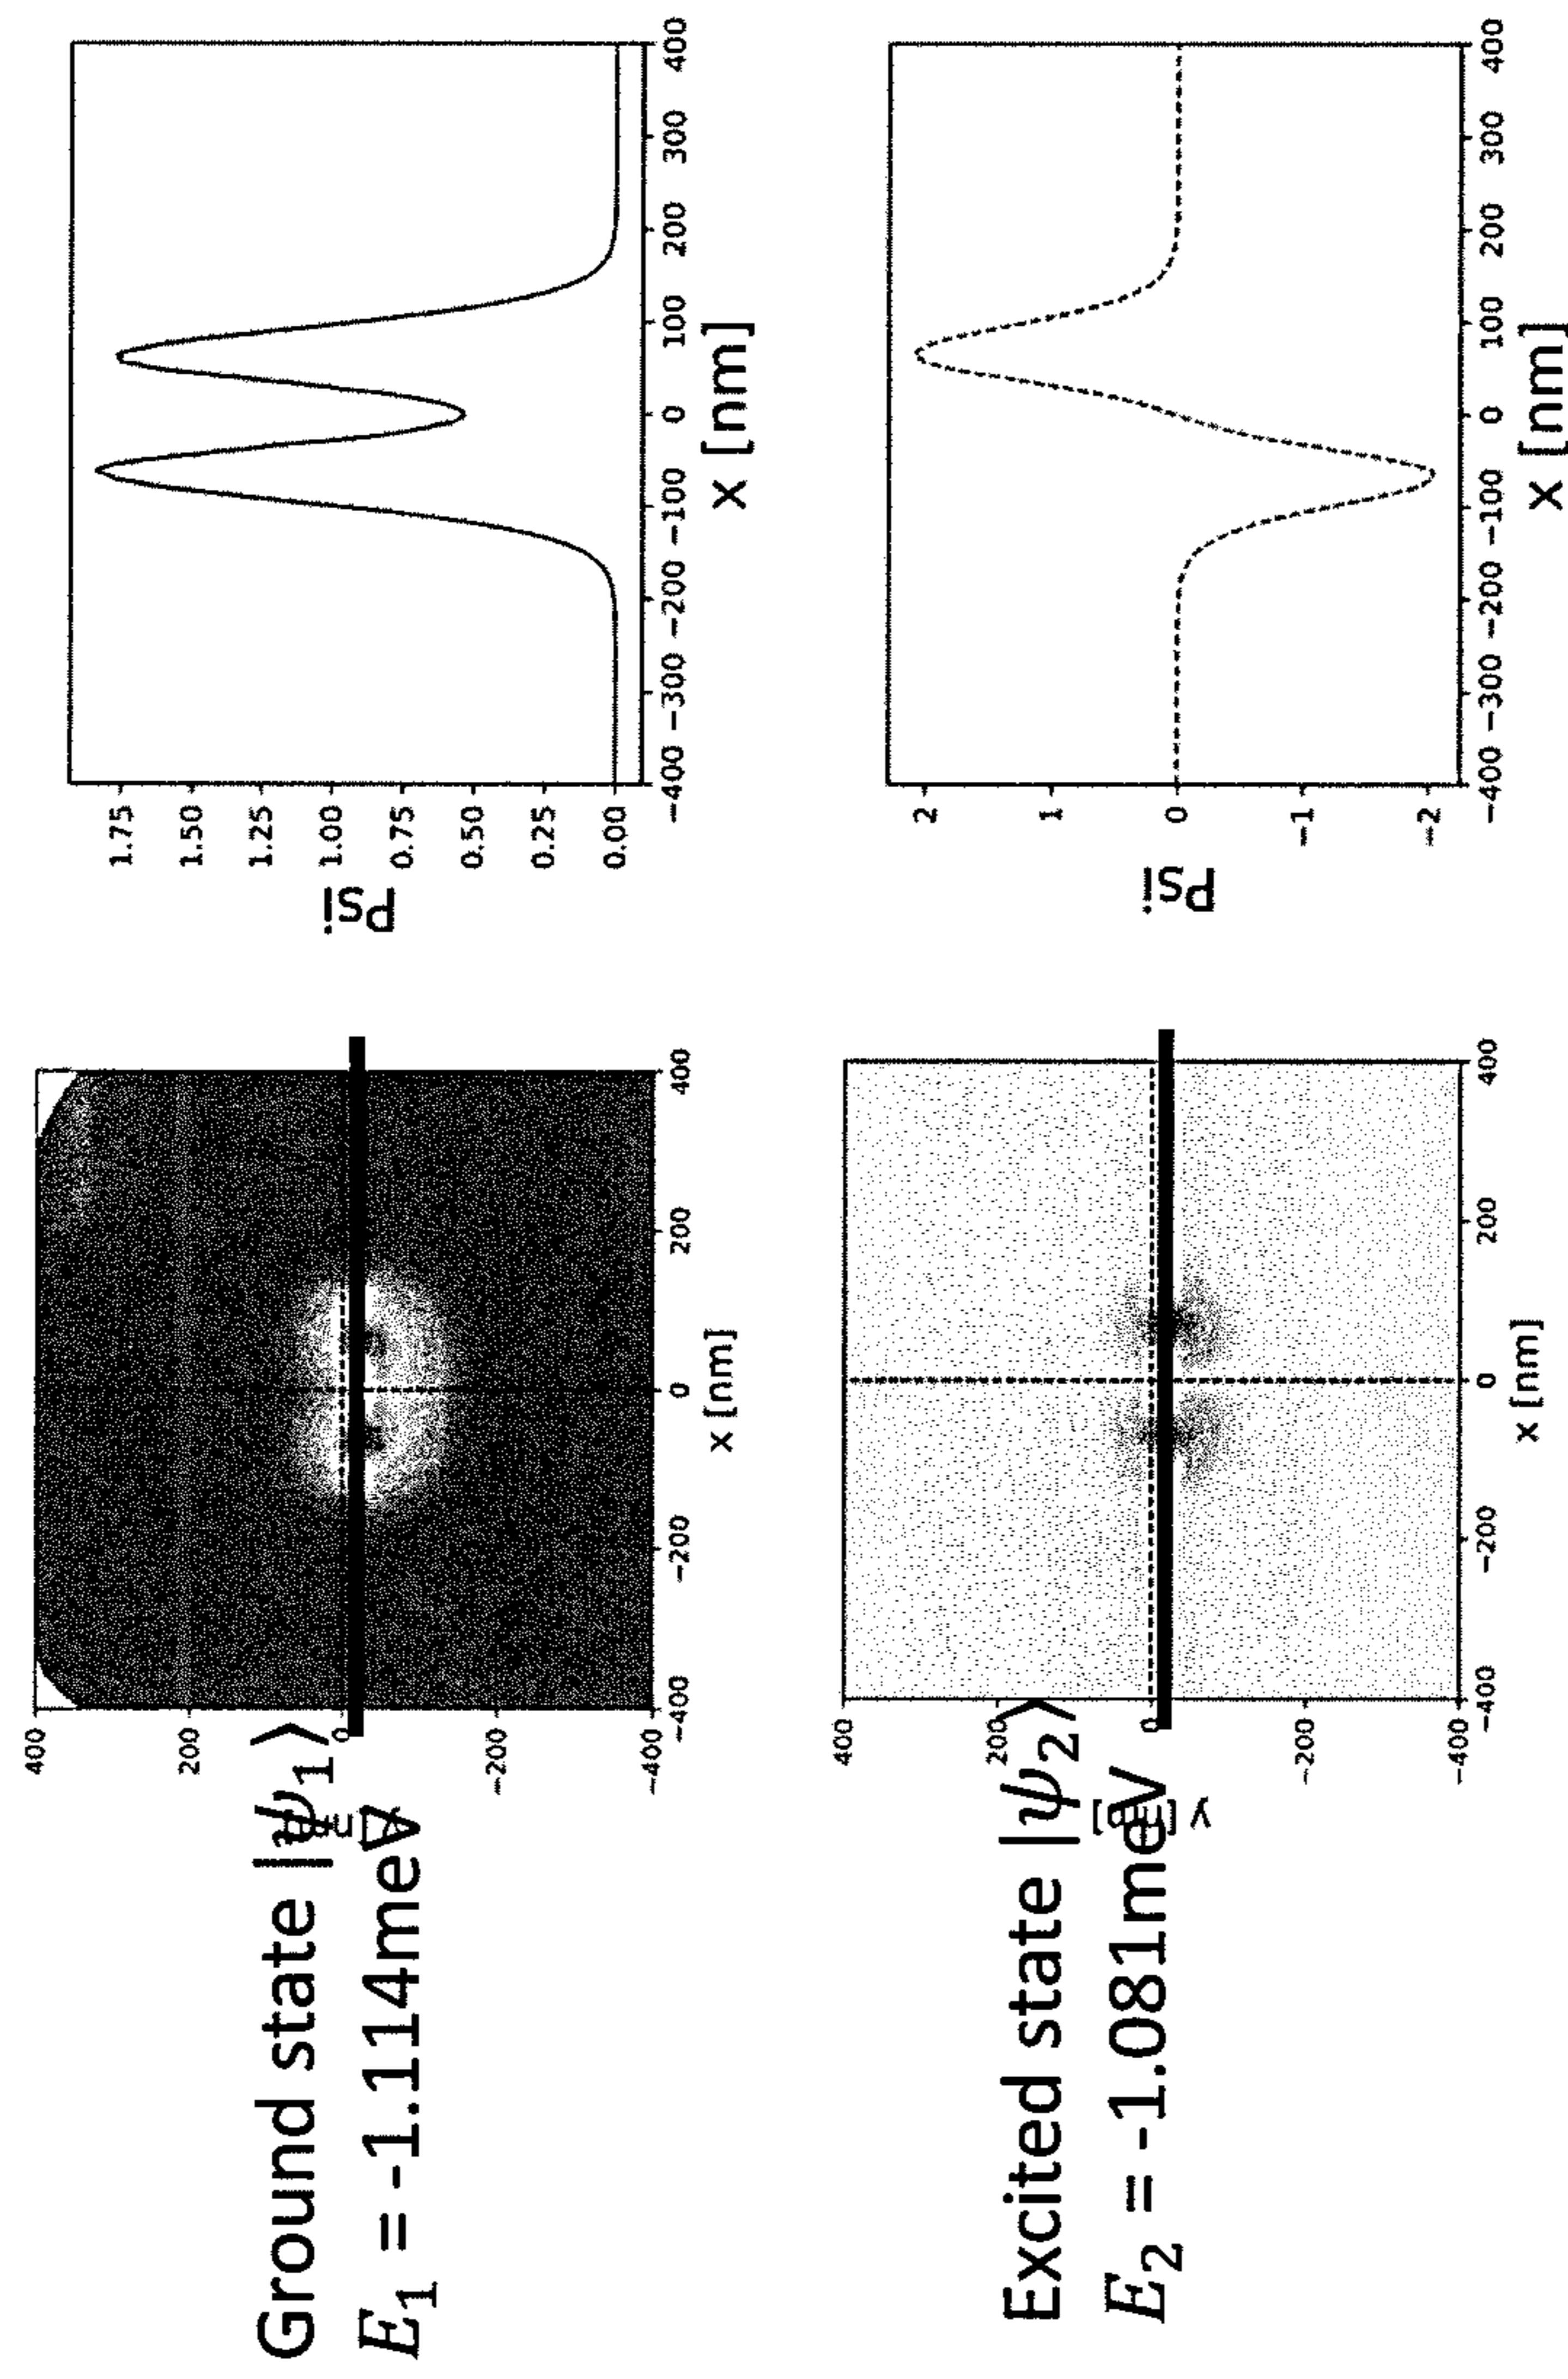 Ground state |ψ₁⟩
E₁ = -1.114meV
400
200
0
−200
−400
−400 −200 0 200 400
x [nm]
Psi
1.75
1.50
1.25
1.00
0.75
0.50
0.25
0.00
−400 −300 −200 −100 0 100 200 300 400
X [nm]
Excited state |ψ₂⟩
E₂ = -1.081meV
y [nm]
400
200
0
−200
−400
−400 −200 0 200 400
x [nm]
Psi
2
1
0
−1
−2
−400 −300 −200 −100 0 100 200 300 400
X [nm]